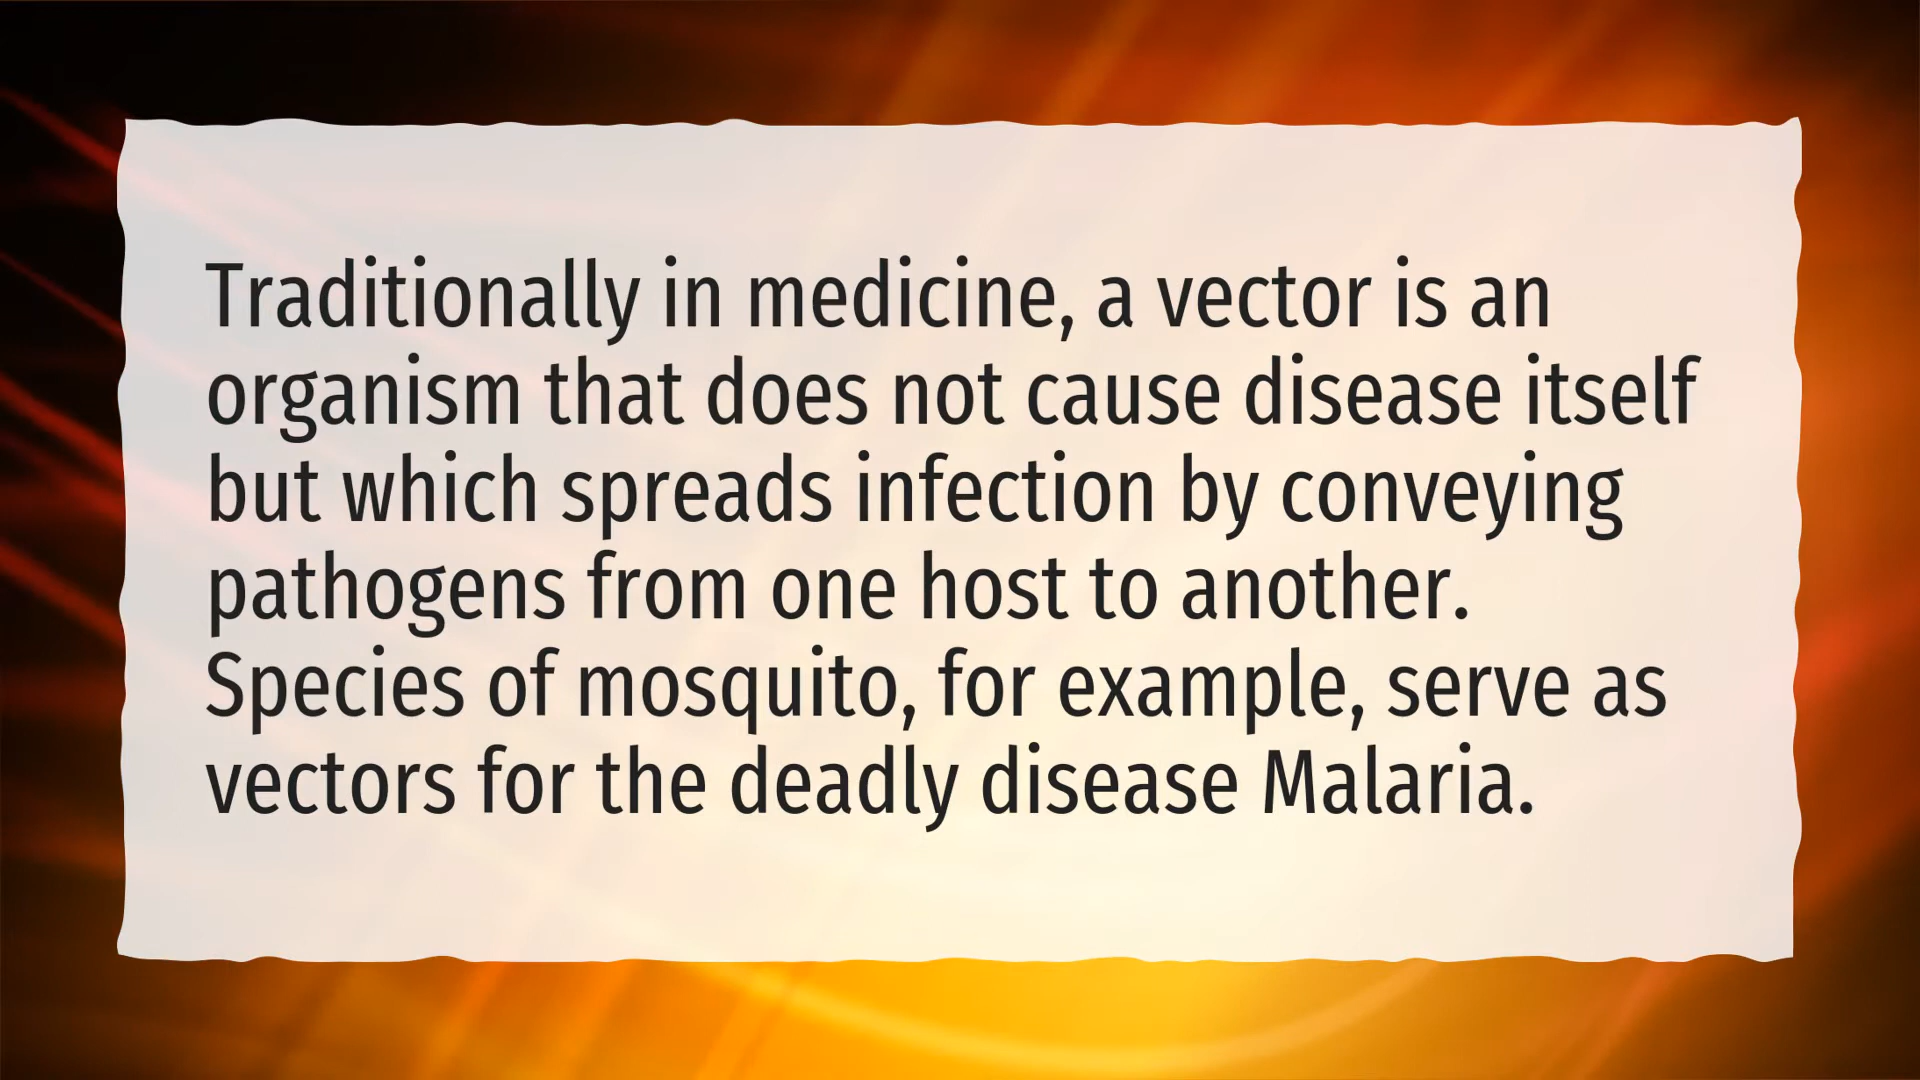 Traditionally in medicine, a vector is an
organism that does not cause disease itself
but which spreads infection by conveying
pathogens from one host to another.
Species of mosquito, for example, serve as
vectors for the deadly disease Malaria.